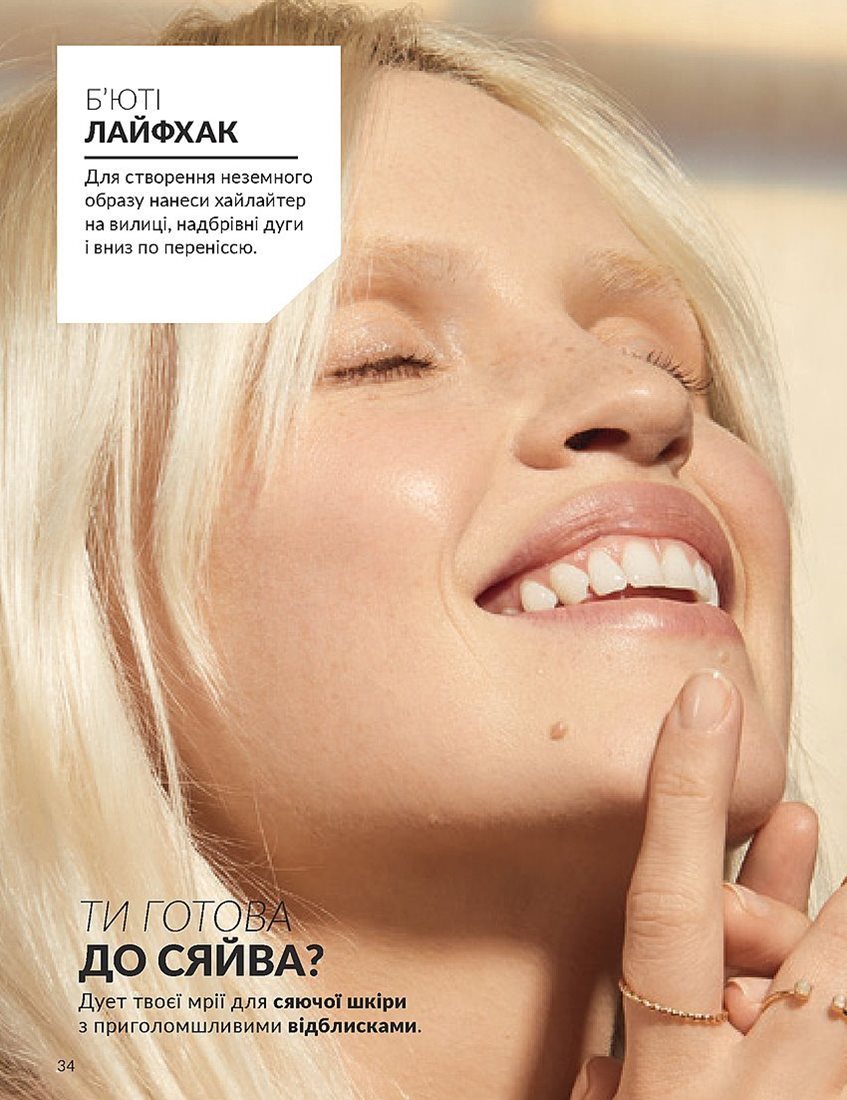 Б’ЮТІ
ЛАЙФХАК
Для створення неземного
образу нанеси хайлайтер
на вилиці, надбрівні дуги
і вниз по переніссю.
ТИ ГОТОВА
ДО СЯЙВА?
Дует твоєї мрії для сяючої шкіри
з приголомшливими відблисками.
34